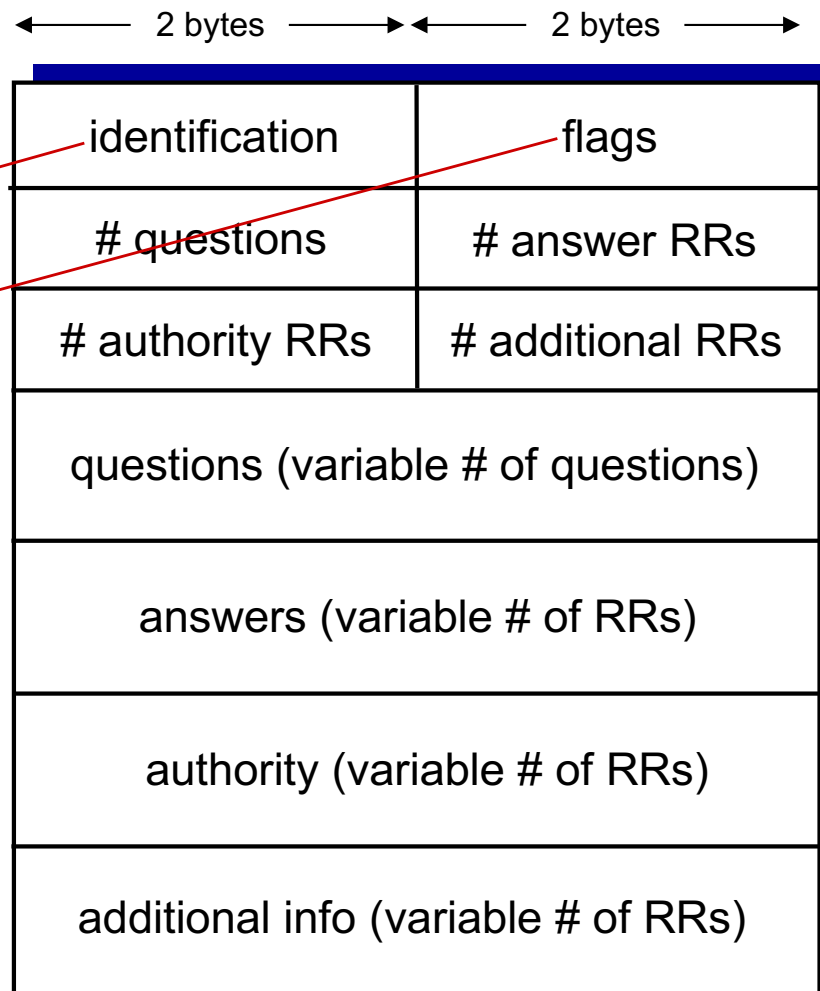 2 bytes 2 bytes
identification flags
# questions # answer RRs
# authority RRs # additional RRs
questions (variable # of questions)
answers (variable # of RRs)
authority (variable # of RRs)
additional info (variable # of RRs)